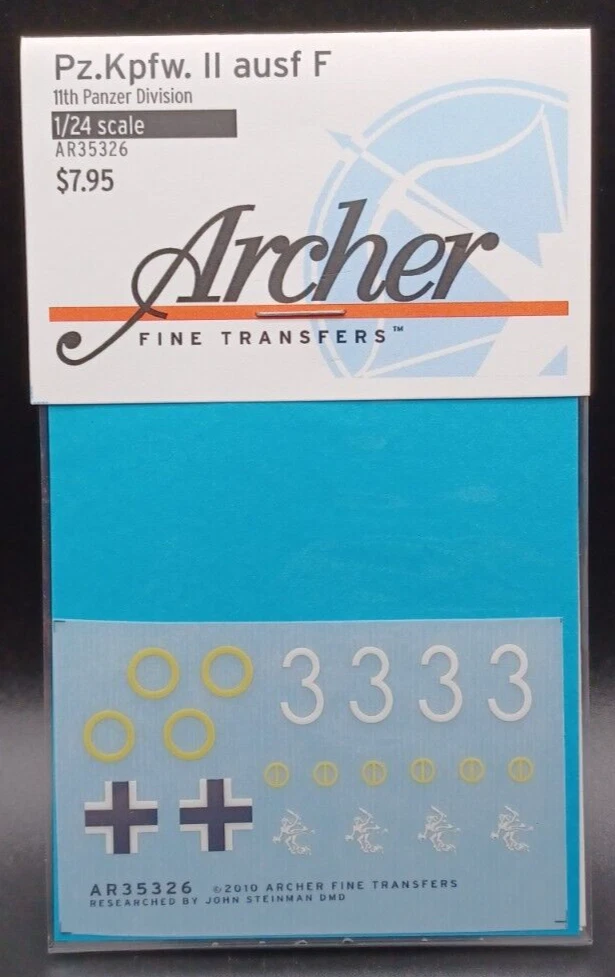 Pz.Kpfw. II ausf F
11th Panzer Division
1/24 scale
AR35326
$7.95
Archer
FINE TRANSFERS™
3 3 3 3
AR35326 ©2010 ARCHER FINE TRANSFERS
RESEARCHED BY JOHN STEINMAN DMD